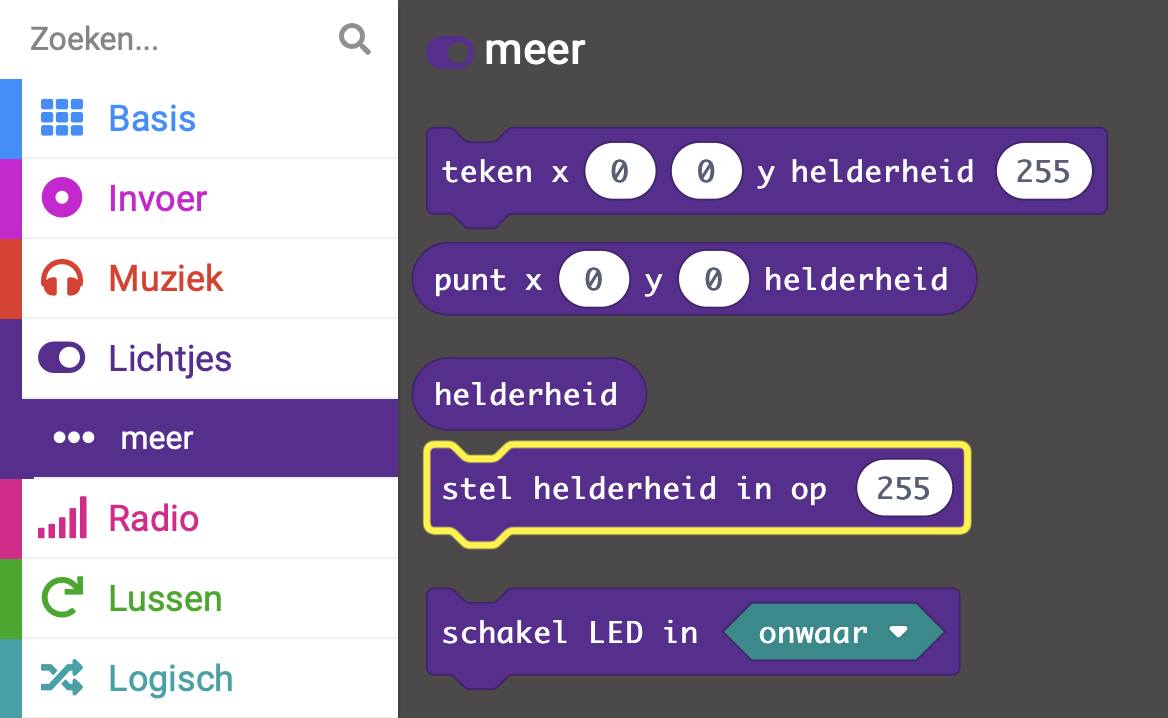 Zoeken...
Basis
Invoer
Muziek
Lichtjes
meer
Radio
Lussen
Logisch
meer
teken x 0 0 y helderheid 255
punt x 0 y 0 helderheid
helderheid
stel helderheid in op 255
schakel LED in onwaar